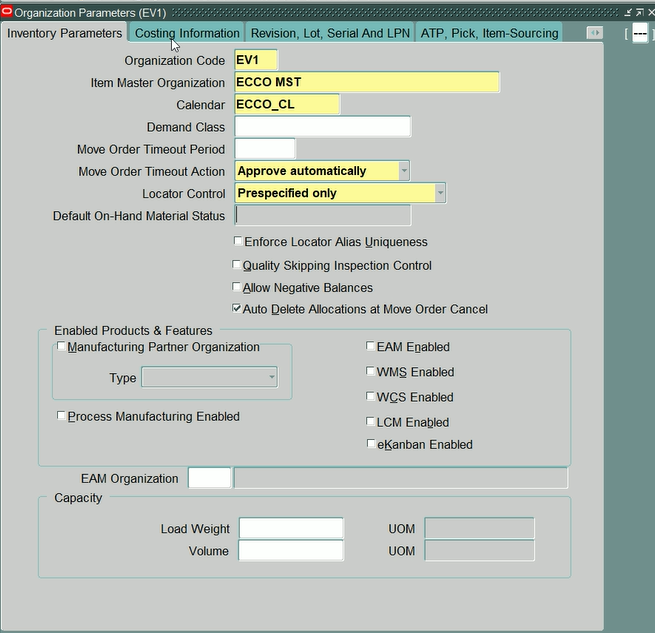 Organization Parameters (EV1)
Inventory Parameters Costing Information Revision, Lot, Serial And LPN ATP, Pick, Item-Sourcing [ --- ]
Organization Code EV1
Item Master Organization ECCO MST
Calendar ECCO_CL
Demand Class
Move Order Timeout Period
Move Order Timeout Action Approve automatically
Locator Control Prespecified only
Default On-Hand Material Status
Enforce Locator Alias Uniqueness
Quality Skipping Inspection Control
Allow Negative Balances
Auto Delete Allocations at Move Order Cancel
Enabled Products & Features
Manufacturing Partner Organization
Type
Process Manufacturing Enabled
EAM Enabled
WMS Enabled
WCS Enabled
LCM Enabled
eKanban Enabled
EAM Organization
Capacity
Load Weight UOM
Volume UOM